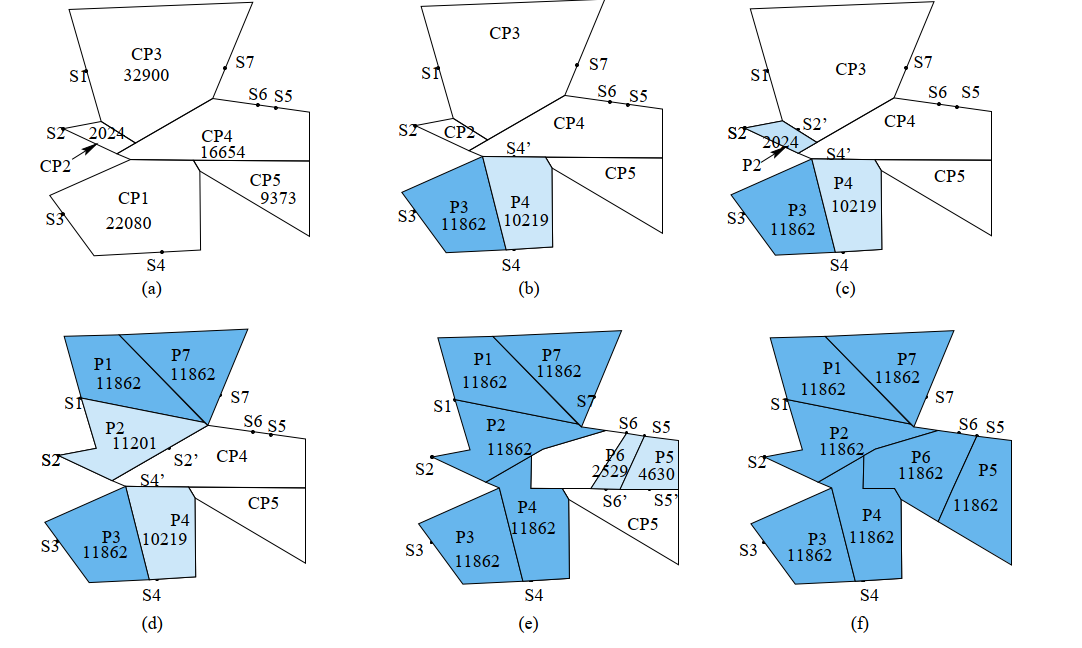 CP3
32900
S1
S7
S6 S5
S2
2024
CP4
16654
CP2
CP5
9373
CP1
22080
S3
S4
(a)
CP3
S1
S7
S6 S5
S2
CP2
CP4
S4'
CP5
P3
11862
P4
10219
S3
S4
(b)
CP3
S1
S7
S6 S5
S2
S2'
2024
CP4
P2
S4'
CP5
P4
10219
P3
11862
S3
S4
(c)
P1
11862
P7
11862
S1
S7
P2
11201
S6 S5
S2
S2'
CP4
S4'
CP5
P3
11862
P4
10219
S3
S4
(d)
P1
11862
P7
11862
S1
S7
P2
11862
S6 S5
S2
P6
2529
P5
4630
S6'
S5'
P4
11862
CP5
P3
11862
S3
S4
(e)
P1
11862
P7
11862
S1
S7
P2
11862
S6 S5
S2
P6
11862
P5
11862
P4
11862
P3
11862
S3
S4
(f)